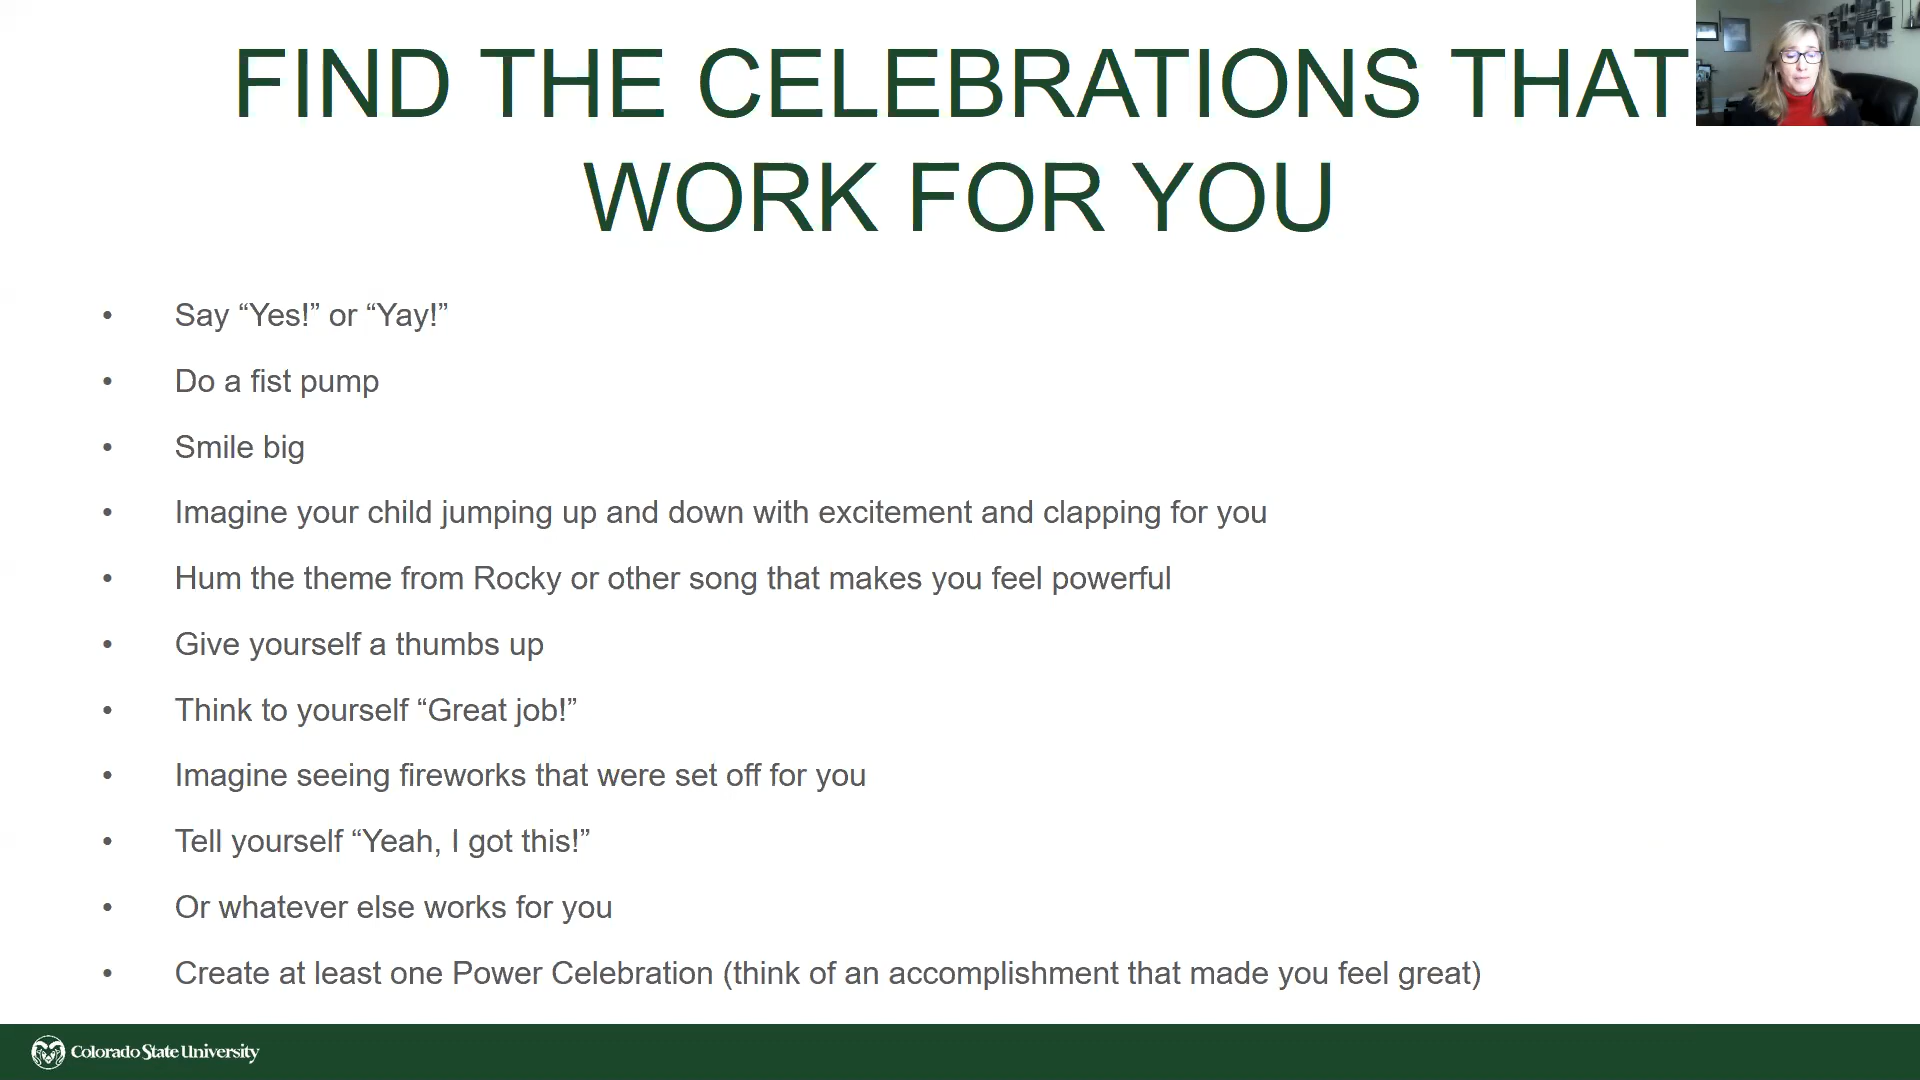 FIND THE CELEBRATIONS THAT
WORK FOR YOU
• Say “Yes!” or “Yay!”
• Do a fist pump
• Smile big
• Imagine your child jumping up and down with excitement and clapping for you
• Hum the theme from Rocky or other song that makes you feel powerful
• Give yourself a thumbs up
• Think to yourself “Great job!”
• Imagine seeing fireworks that were set off for you
• Tell yourself “Yeah, I got this!”
• Or whatever else works for you
• Create at least one Power Celebration (think of an accomplishment that made you feel great)
Colorado State University